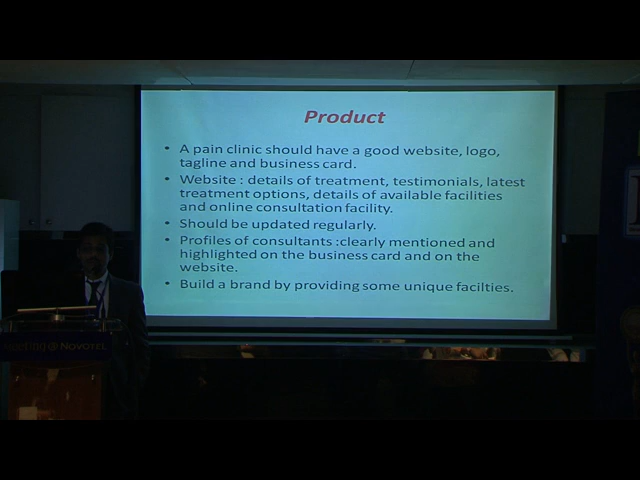 Product
• A pain clinic should have a good website, logo,
tagline and business card.
• Website : details of treatment, testimonials, latest
treatment options, details of available facilities
and online consultation facility.
• Should be updated regularly.
• Profiles of consultants :clearly mentioned and
highlighted on the business card and on the
website.
• Build a brand by providing some unique facilties.
NOVOTEL